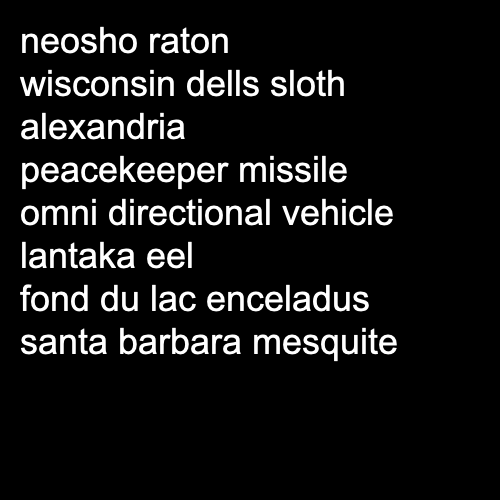 neosho raton
wisconsin dells sloth
alexandria
peacekeeper missile
omni directional vehicle
lantaka eel
fond du lac enceladus
santa barbara mesquite